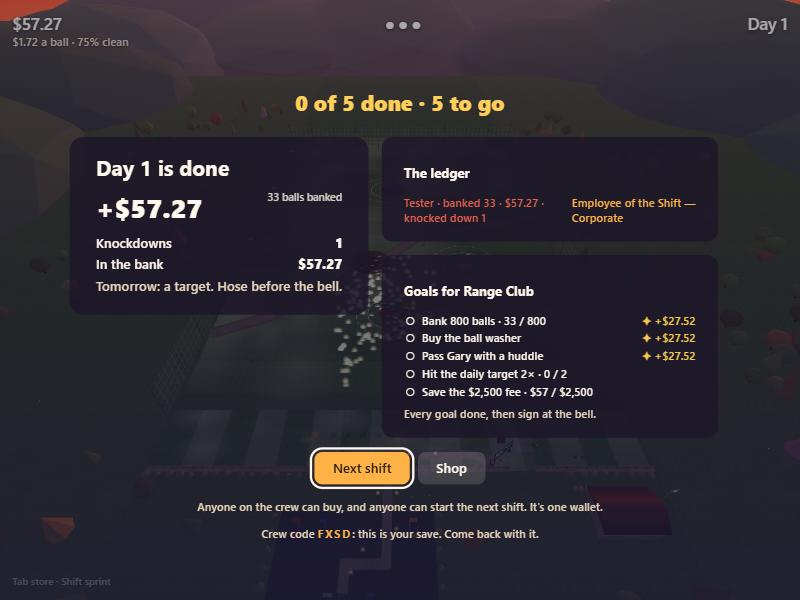 $57.27
$1.72 a ball · 75% clean
Day 1
0 of 5 done · 5 to go
Day 1 is done
+$57.27
33 balls banked
Knockdowns 1
In the bank $57.27
Tomorrow: a target. Hose before the bell.
The ledger
Tester · banked 33 · $57.27 ·
knocked down 1
Employee of the Shift —
Corporate
Goals for Range Club
Bank 800 balls · 33 / 800 ✦ +$27.52
Buy the ball washer ✦ +$27.52
Pass Gary with a huddle ✦ +$27.52
Hit the daily target 2× · 0 / 2
Save the $2,500 fee · $57 / $2,500
Every goal done, then sign at the bell.
Next shift
Shop
Anyone on the crew can buy, and anyone can start the next shift. It's one wallet.
Crew code FXSD: this is your save. Come back with it.
Tab store · Shift sprint